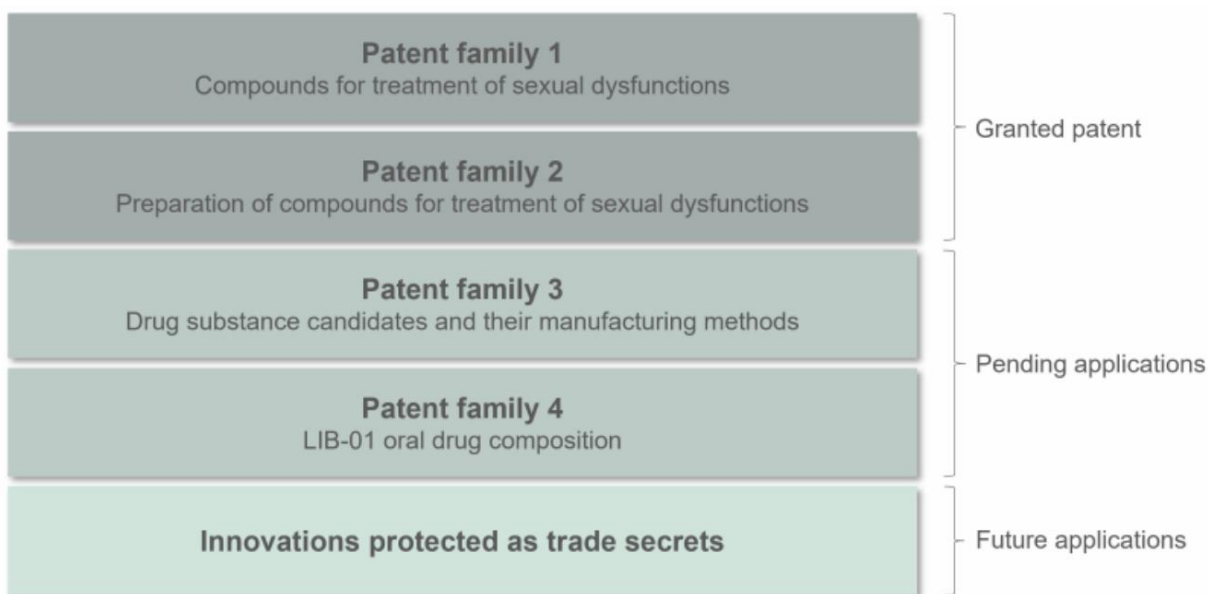 Patent family 1
Compounds for treatment of sexual dysfunctions
Granted patent
Patent family 2
Preparation of compounds for treatment of sexual dysfunctions
Patent family 3
Drug substance candidates and their manufacturing methods
Pending applications
Patent family 4
LIB-01 oral drug composition
Innovations protected as trade secrets
Future applications